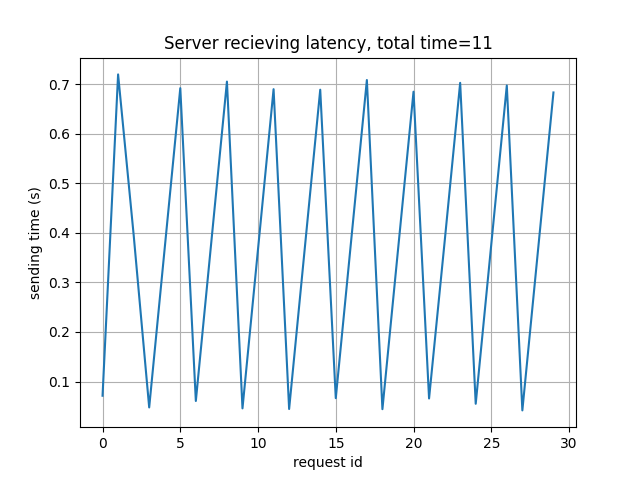 Server recieving latency, total time=11
0.7
0.6
0.5
0.4
0.3
0.2
0.1
sending time (s)
0 5 10 15 20 25 30
request id